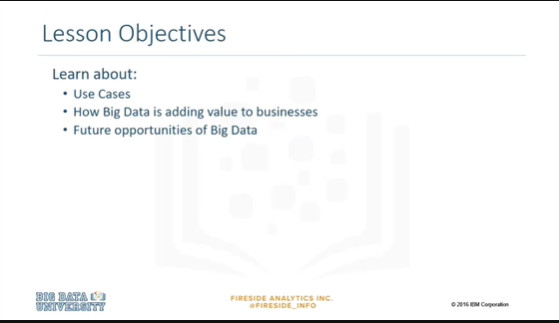 Lesson Objectives
Learn about:
• Use Cases
• How Big Data is adding value to businesses
• Future opportunities of Big Data
BIG DATA
UNIVERSITY
FIRESIDE ANALYTICS INC.
@FIRESIDE_INFO
© 2016 IBM Corporation